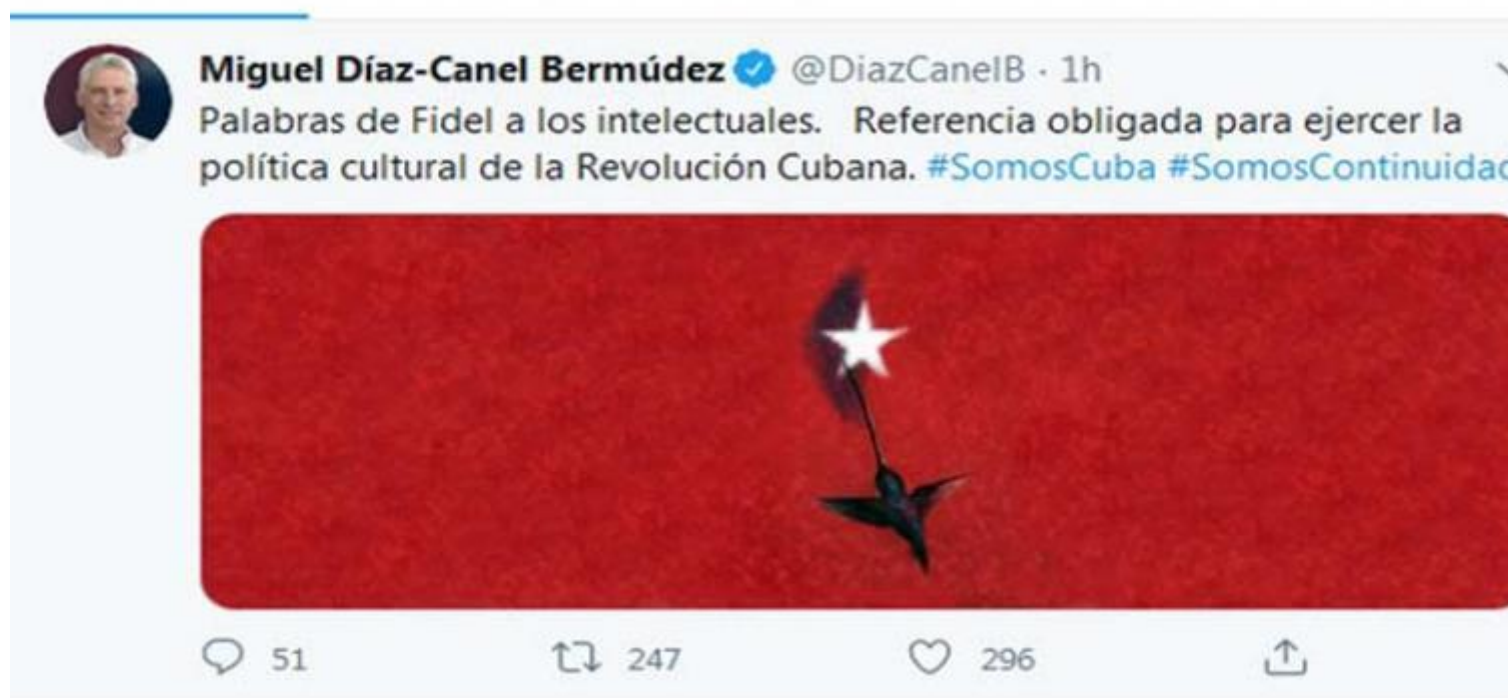 Miguel Díaz-Canel Bermúdez @DiazCanelB · 1h
Palabras de Fidel a los intelectuales. Referencia obligada para ejercer la
política cultural de la Revolución Cubana. #SomosCuba #SomosContinuidad
51 247 296